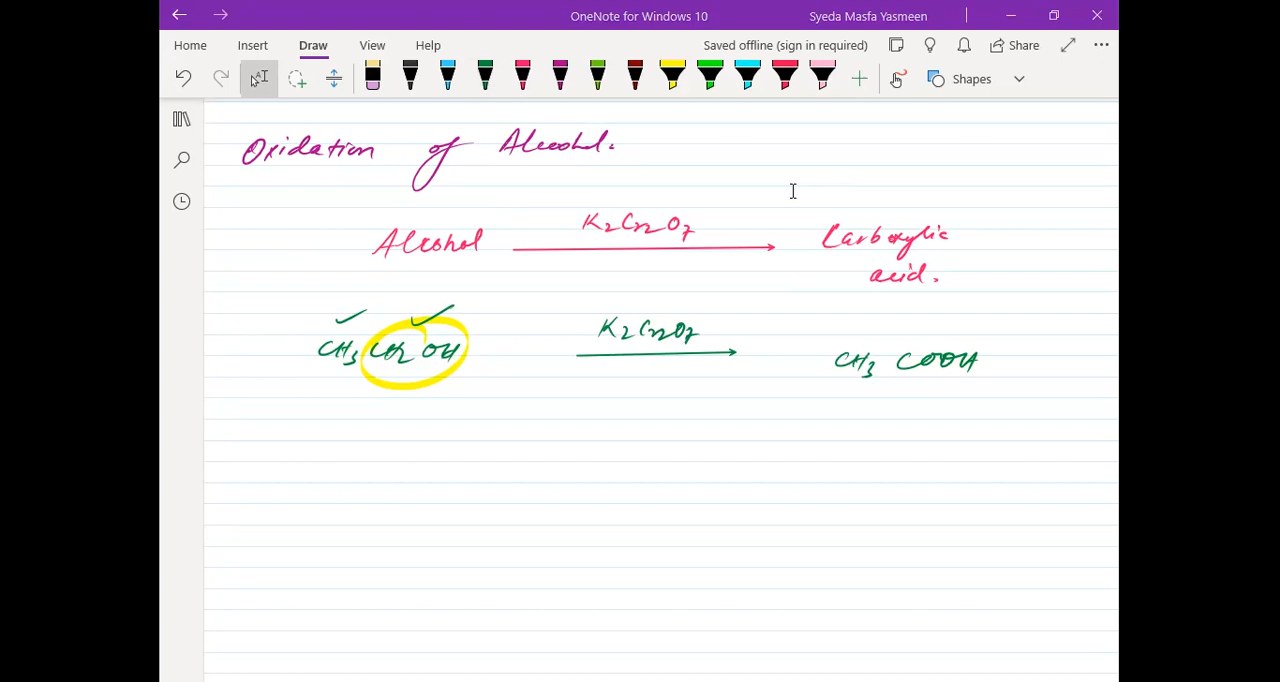 OneNote for Windows 10 Syeda Masfa Yasmeen
Home Insert Draw View Help Saved offline (sign in required) Share
Shapes
Oxidation of Alcohol.
Alcohol K2Cr2O7 Carboxylic
acid.
CH3 CH2 OH K2Cr2O7 CH3 COOH